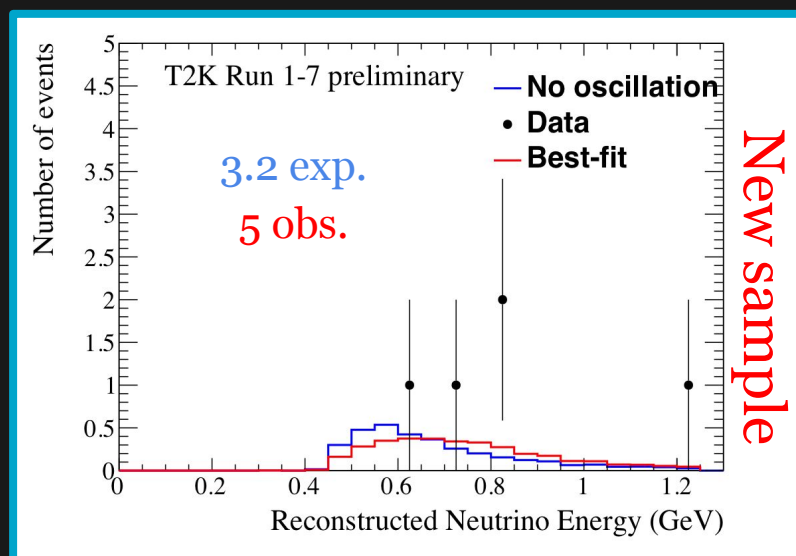 T2K Run 1-7 preliminary
No oscillation
Data
Best-fit
3.2 exp.
5 obs.
New sample
Number of events
5
4.5
4
3.5
3
2.5
2
1.5
1
0.5
0
0 0.2 0.4 0.6 0.8 1 1.2
Reconstructed Neutrino Energy (GeV)